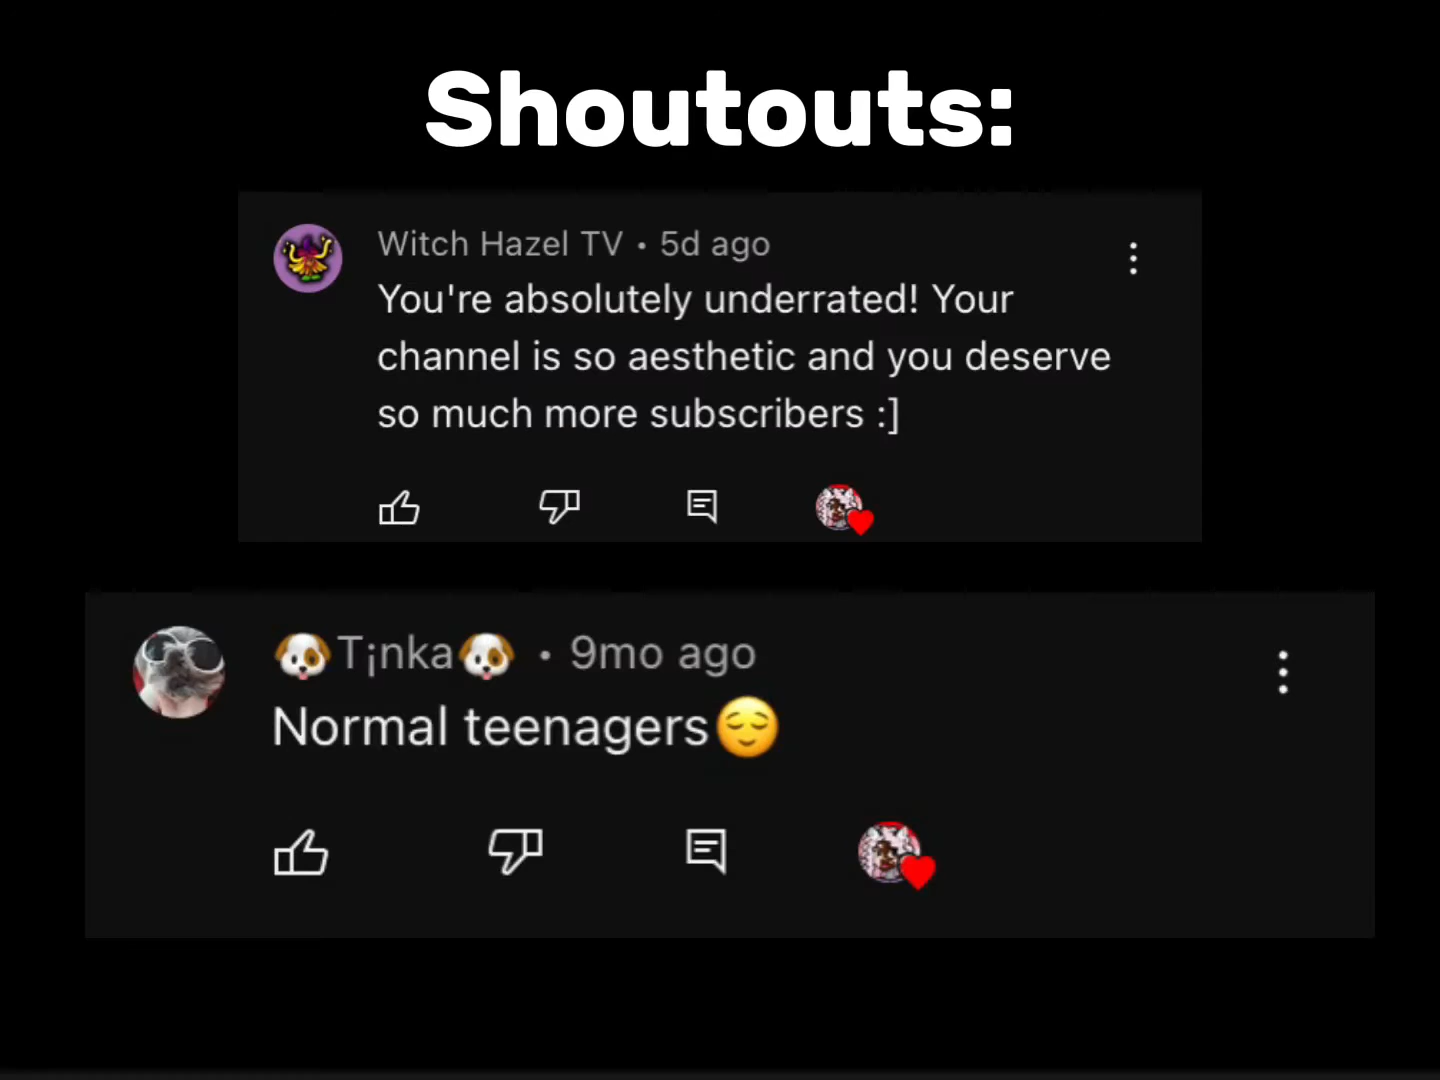 Shoutouts:
Witch Hazel TV • 5d ago
You're absolutely underrated! Your
channel is so aesthetic and you deserve
so much more subscribers :]
🐶T¡nka🐶 • 9mo ago
Normal teenagers😌